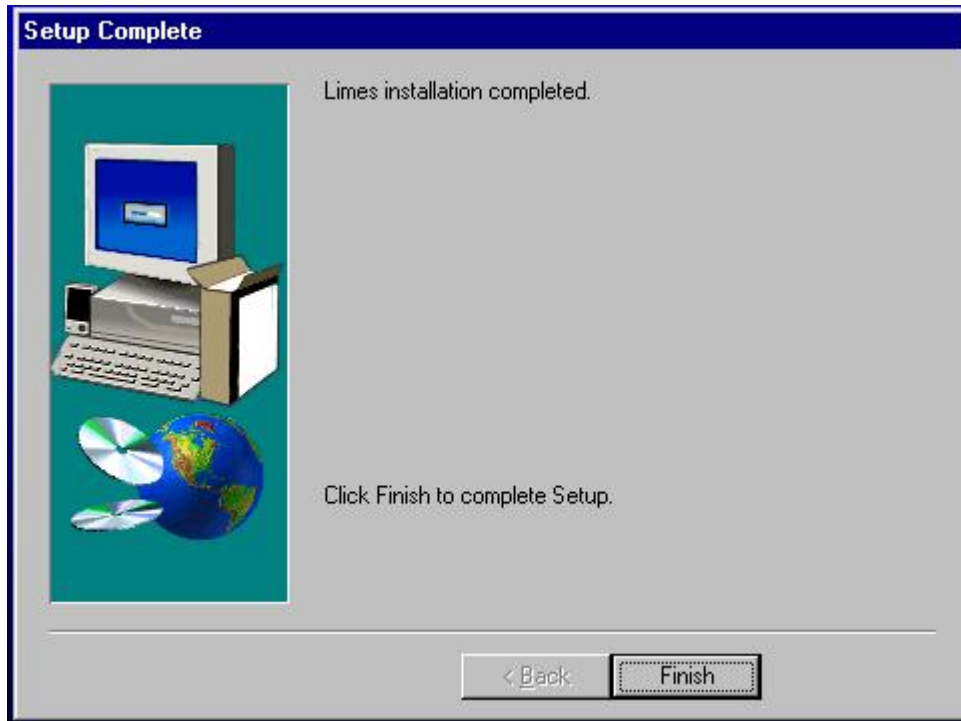 Setup Complete
Limes installation completed.
Click Finish to complete Setup.
< Back
Finish